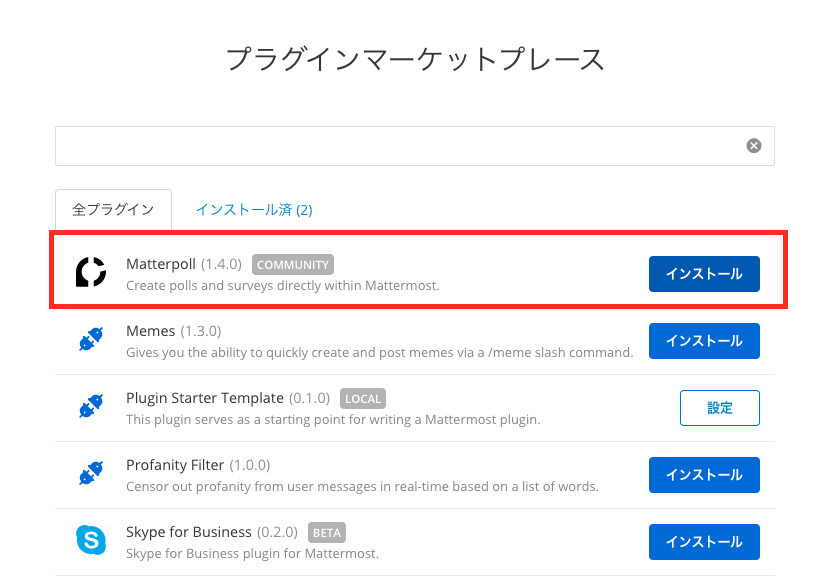 プラグインマーケットプレース
全プラグイン
インストール済 (2)
Matterpoll (1.4.0) COMMUNITY
Create polls and surveys directly within Mattermost.
インストール
Memes (1.3.0)
Gives you the ability to quickly create and post memes via a /meme slash command.
インストール
Plugin Starter Template (0.1.0) LOCAL
This plugin serves as a starting point for writing a Mattermost plugin.
設定
Profanity Filter (1.0.0)
Censor out profanity from user messages in real-time based on a list of words.
インストール
Skype for Business (0.2.0) BETA
Skype for Business plugin for Mattermost.
インストール